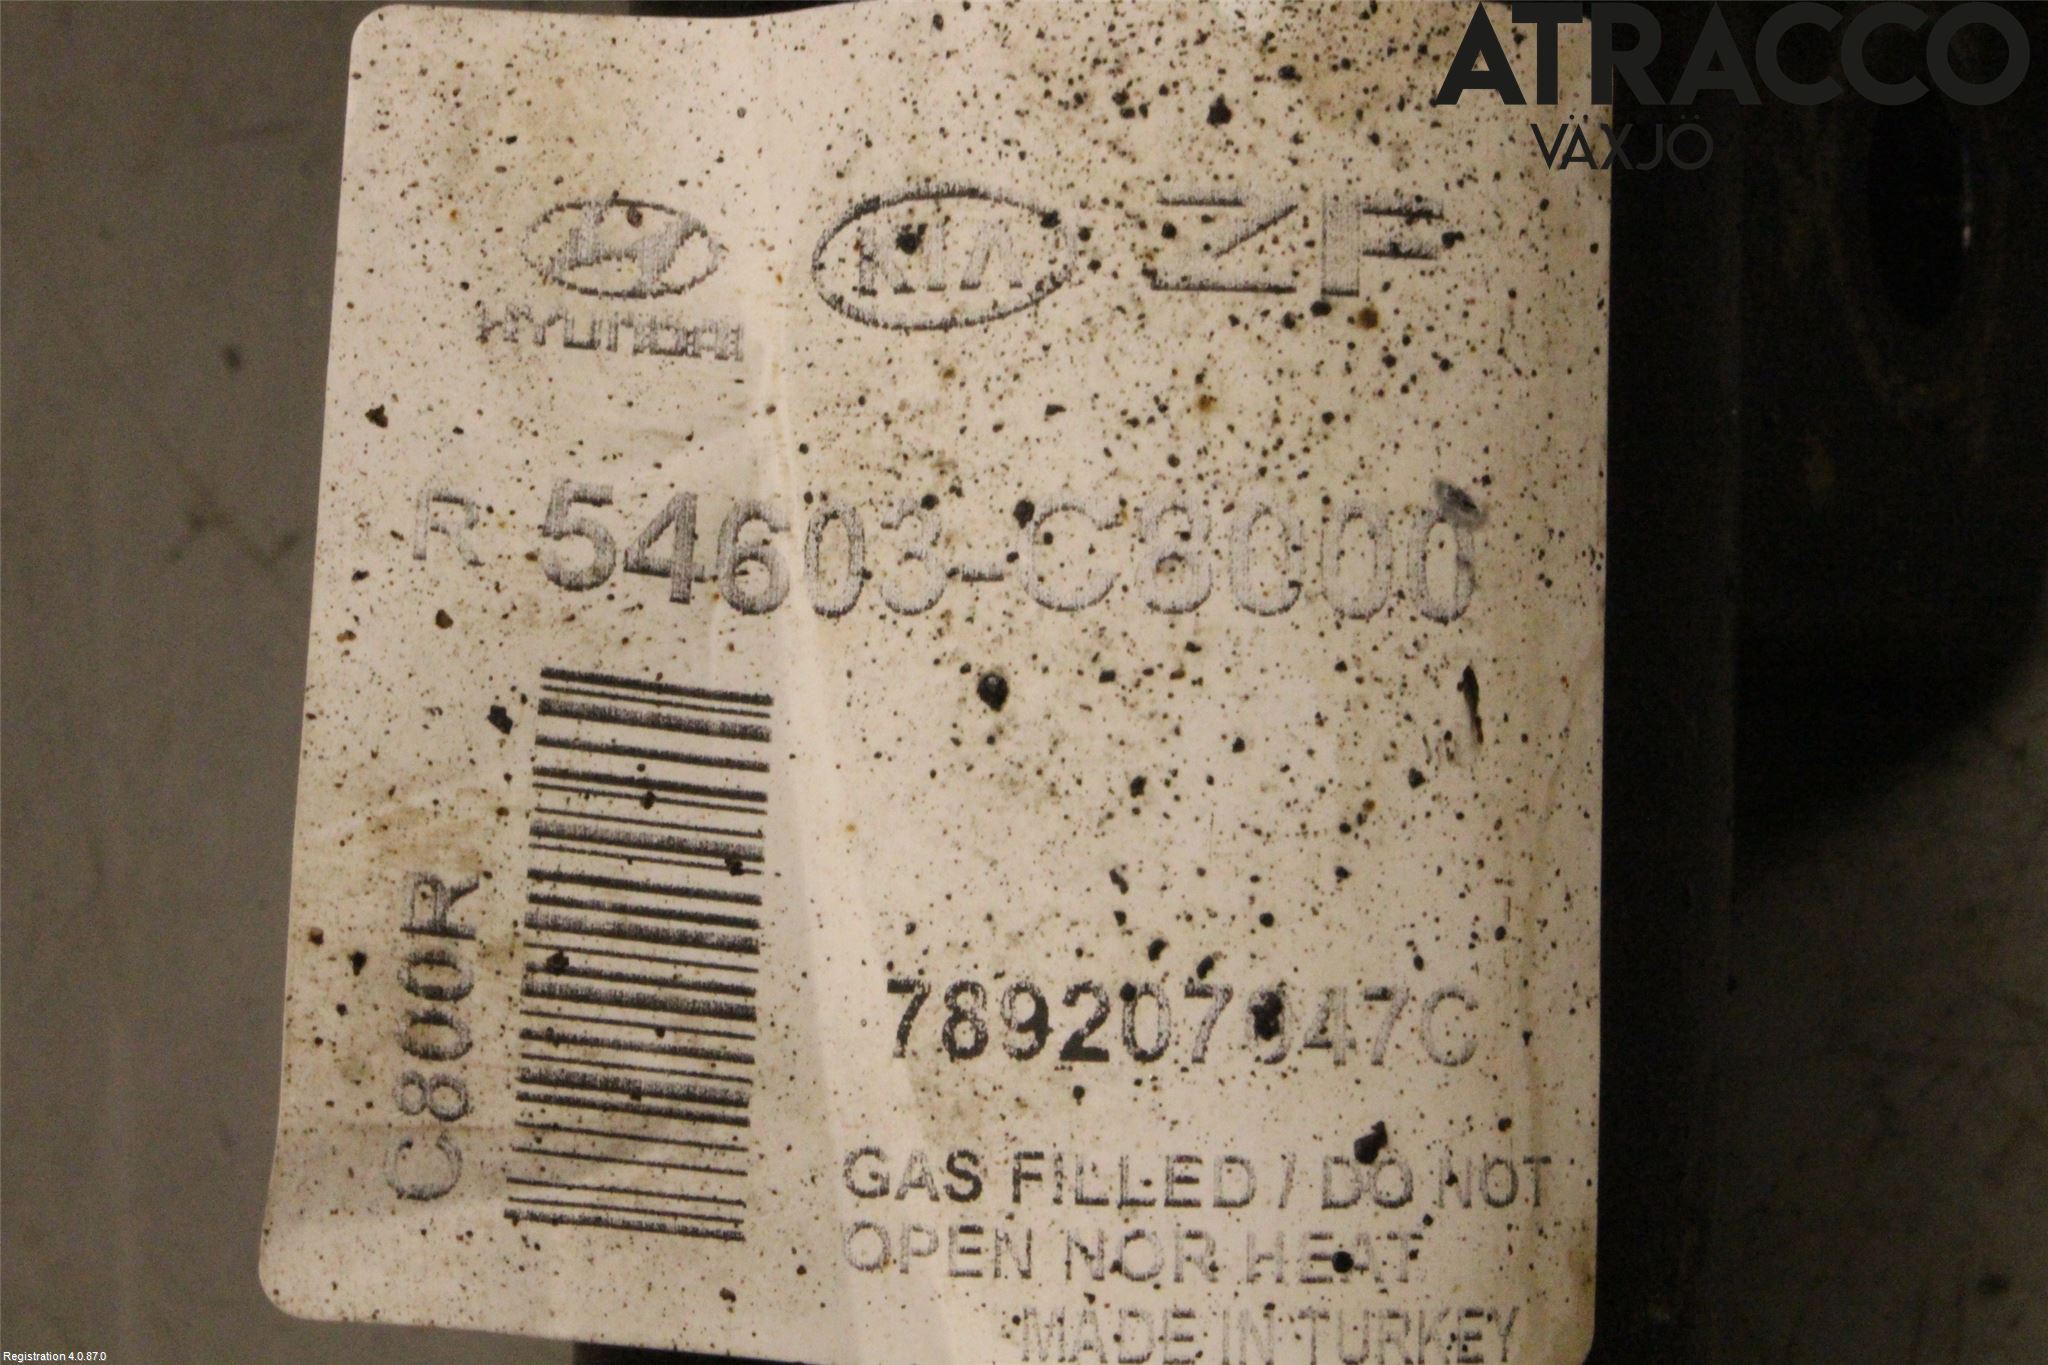 ATRACCO
VÄXJÖ
HYUNDAI
KIA
ZF
R 54603-C8000
C800R
789207047C
GAS FILLED / DO NOT
OPEN NOR HEAT
MADE IN TURKEY
Registration 4.0.87.0